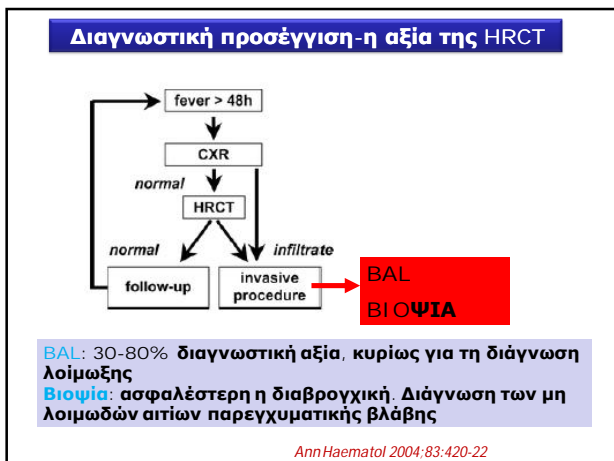 Διαγνωστική προσέγγιση-η αξία της HRCT
fever > 48h
CXR
normal
HRCT
normal
infiltrate
follow-up
invasive
procedure
BAL
ΒΙΟΨΙΑ
BAL: 30-80% διαγνωστική αξία, κυρίως για τη διάγνωση
λοίμωξης
Βιοψία: ασφαλέστερη η διαβρογχική. Διάγνωση των μη
λοιμωδών αιτίων παρεγχυματικής βλάβης
Ann Haematol 2004;83:420-22